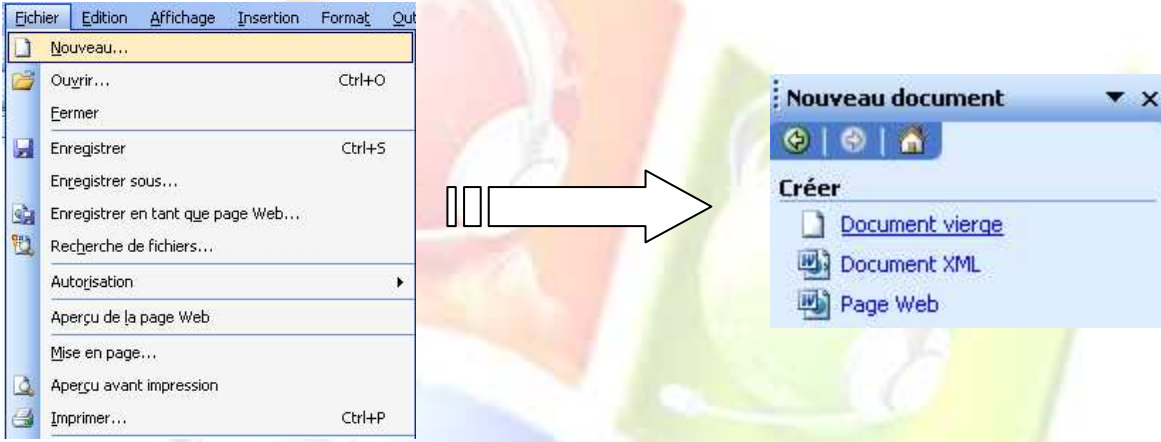 Fichier Edition Affichage Insertion Format Out
Nouveau...
Ouvrir... Ctrl+O
Fermer
Enregistrer Ctrl+S
Enregistrer sous...
Enregistrer en tant que page Web...
Recherche de fichiers...
Autorisation
Aperçu de la page Web
Mise en page...
Aperçu avant impression
Imprimer... Ctrl+P
Nouveau document
Créer
Document vierge
Document XML
Page Web